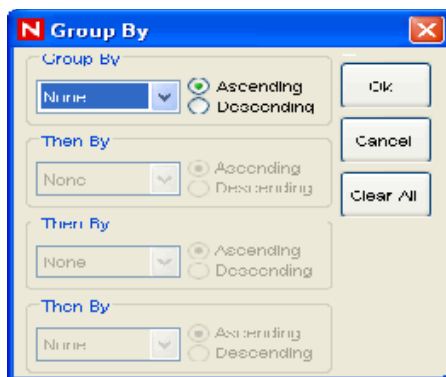 N Group By
Group By
None
Ascending
Descending
Ok
Then By
None
Ascending
Descending
Cancel
Clear All
Then By
None
Ascending
Descending
Then By
None
Ascending
Descending